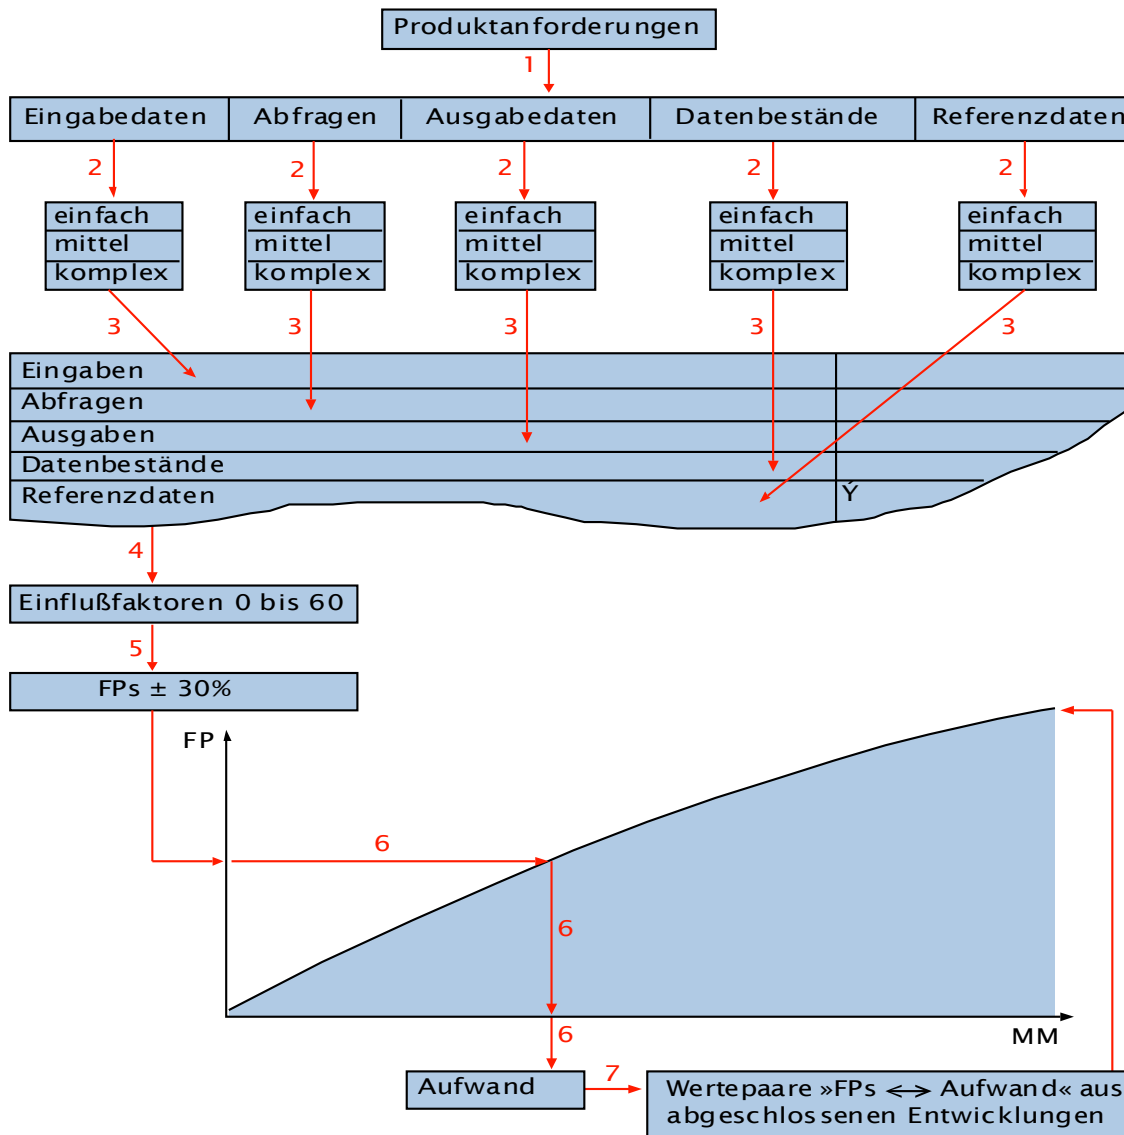 Produktanforderungen
1
Eingabedaten Abfragen Ausgabedaten Datenbestände Referenzdaten
2 2 2 2 2
einfach einfach einfach einfach einfach
mittel mittel mittel mittel mittel
komplex komplex komplex komplex komplex
3 3 3 3 3
Eingaben
Abfragen
Ausgaben
Datenbestände
Referenzdaten Ý
4
Einflußfaktoren 0 bis 60
5
FPs ± 30%
FP
6
6
6
MM
Aufwand 7 Wertepaare »FPs ↔ Aufwand« aus
abgeschlossenen Entwicklungen